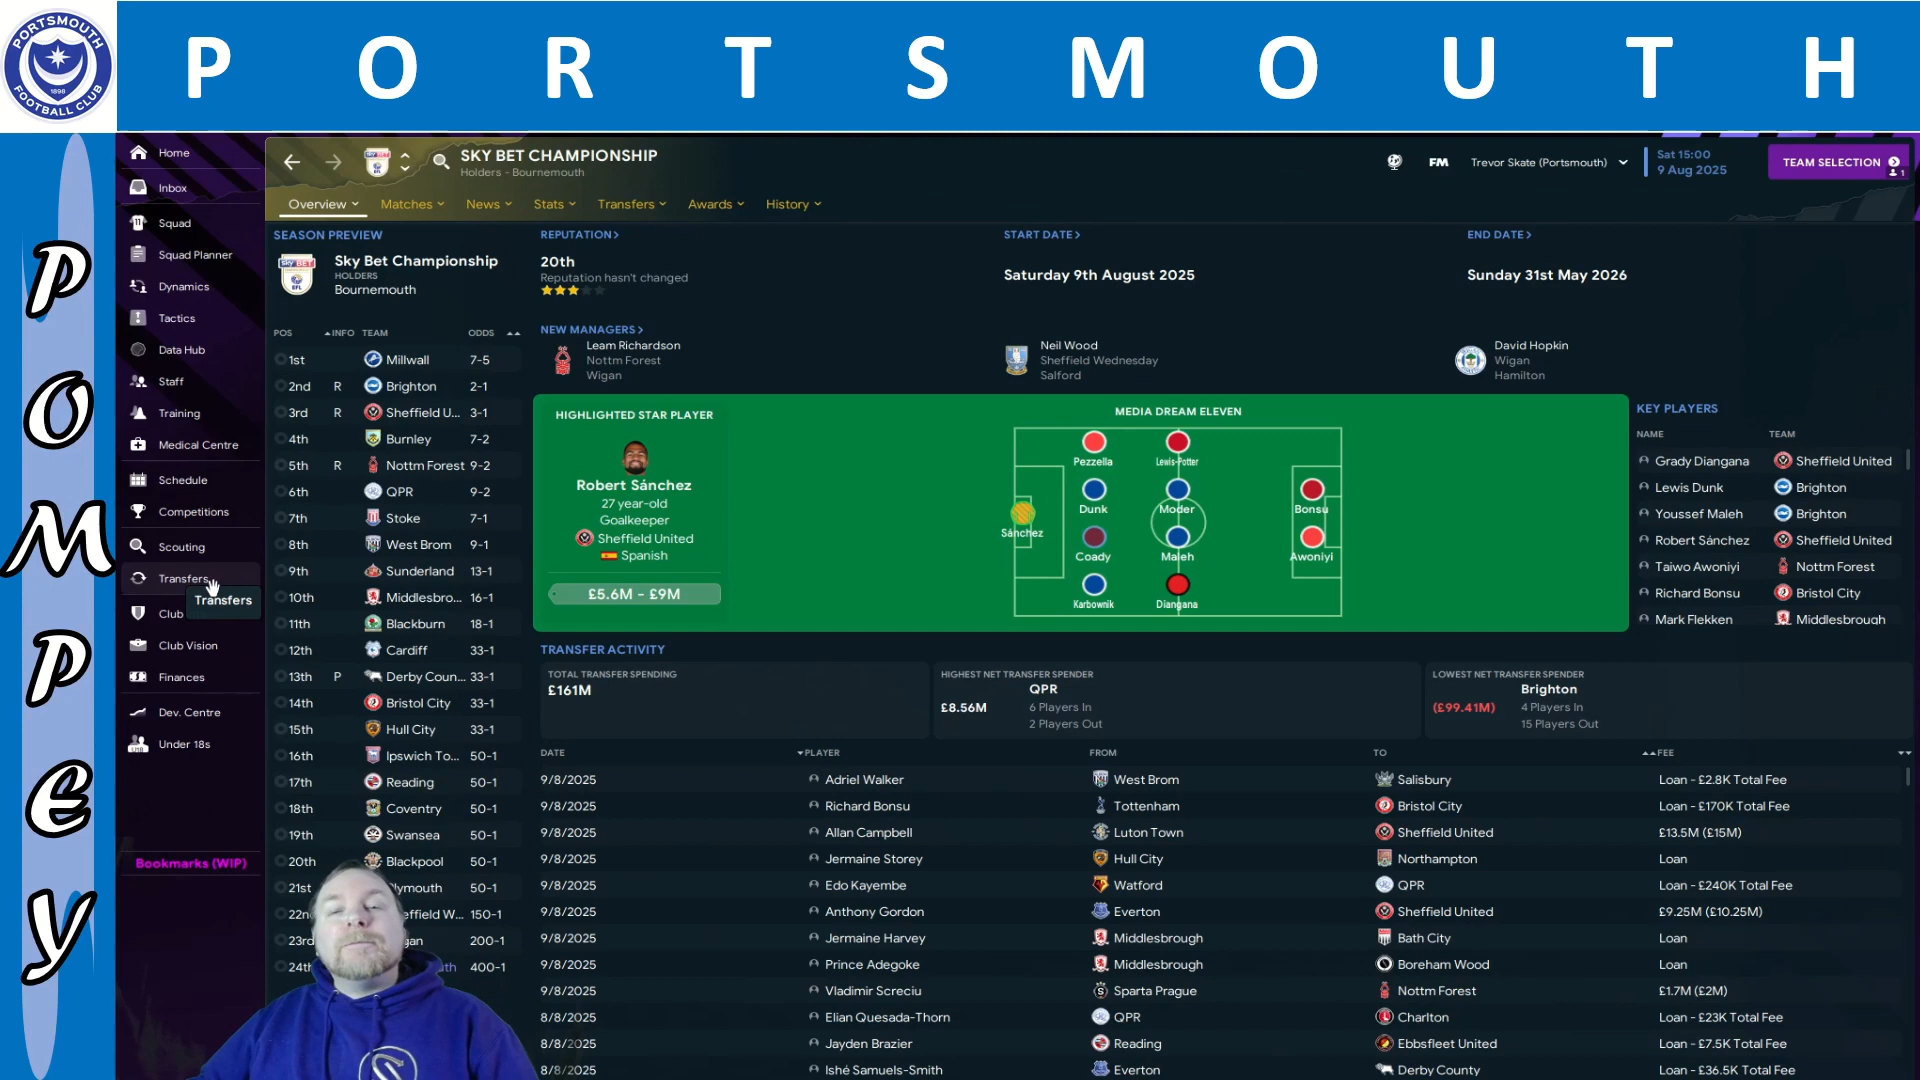 P O R T S M O U T H
PORTSMOUTH
1898
FOOTBALL CLUB
POMPEY
Home
Inbox
Squad
Squad Planner
Dynamics
Tactics
Data Hub
Staff
Training
Medical Centre
Schedule
Competitions
Scouting
Transfers
Transfers
Club
Club Vision
Finances
Dev. Centre
Under 18s
Bookmarks (WIP)
SKY BET CHAMPIONSHIP
Holders - Bournemouth
FM
Trevor Skate (Portsmouth)
Sat 15:00
9 Aug 2025
TEAM SELECTION
1
Overview Matches News Stats Transfers Awards History
SEASON PREVIEW
Sky Bet Championship
HOLDERS
Bournemouth
POS INFO TEAM ODDS
1st Millwall 7-5
2nd R Brighton 2-1
3rd R Sheffield U... 3-1
4th Burnley 7-2
5th R Nottm Forest 9-2
6th QPR 9-2
7th Stoke 7-1
8th West Brom 9-1
9th Sunderland 13-1
10th Middlesbro... 16-1
11th Blackburn 18-1
12th Cardiff 33-1
13th P Derby Coun... 33-1
14th Bristol City 33-1
15th Hull City 33-1
16th Ipswich To... 50-1
17th Reading 50-1
18th Coventry 50-1
19th Swansea 50-1
20th Blackpool 50-1
21st lymouth 50-1
22n effield W... 150-1
23rd gan 200-1
24th uth 400-1
REPUTATION>
20th
Reputation hasn't changed
START DATE>
Saturday 9th August 2025
END DATE>
Sunday 31st May 2026
NEW MANAGERS >
Leam Richardson
Nottm Forest
Wigan
Neil Wood
Sheffield Wednesday
Salford
David Hopkin
Wigan
Hamilton
HIGHLIGHTED STAR PLAYER
Robert Sánchez
27 year-old
Goalkeeper
Sheffield United
Spanish
£5.6M - £9M
MEDIA DREAM ELEVEN
Pezzella Lewis-Potter
Dunk Moder Bonsu
Sánchez
Coady Maleh Awoniyi
Karbownik Diangana
KEY PLAYERS
NAME TEAM
Grady Diangana Sheffield United
Lewis Dunk Brighton
Youssef Maleh Brighton
Robert Sánchez Sheffield United
Taiwo Awoniyi Nottm Forest
Richard Bonsu Bristol City
Mark Flekken Middlesbrough
TRANSFER ACTIVITY
TOTAL TRANSFER SPENDING
£161M
HIGHEST NET TRANSFER SPENDER
QPR
£8.56M 6 Players In
2 Players Out
LOWEST NET TRANSFER SPENDER
Brighton
(£99.41M) 4 Players In
15 Players Out
DATE PLAYER FROM TO FEE
9/8/2025 Adriel Walker West Brom Salisbury Loan - £2.8K Total Fee
9/8/2025 Richard Bonsu Tottenham Bristol City Loan - £170K Total Fee
9/8/2025 Allan Campbell Luton Town Sheffield United £13.5M (£15M)
9/8/2025 Jermaine Storey Hull City Northampton Loan
9/8/2025 Edo Kayembe Watford QPR Loan - £240K Total Fee
9/8/2025 Anthony Gordon Everton Sheffield United £9.25M (£10.25M)
9/8/2025 Jermaine Harvey Middlesbrough Bath City Loan
9/8/2025 Prince Adegoke Middlesbrough Boreham Wood Loan
9/8/2025 Vladimir Screciu Sparta Prague Nottm Forest £1.7M (£2M)
8/8/2025 Elian Quesada-Thorn QPR Charlton Loan - £23K Total Fee
8/8/2025 Jayden Brazier Reading Ebbsfleet United Loan - £7.5K Total Fee
8/8/2025 Ishé Samuels-Smith Everton Derby County Loan - £36.5K Total Fee